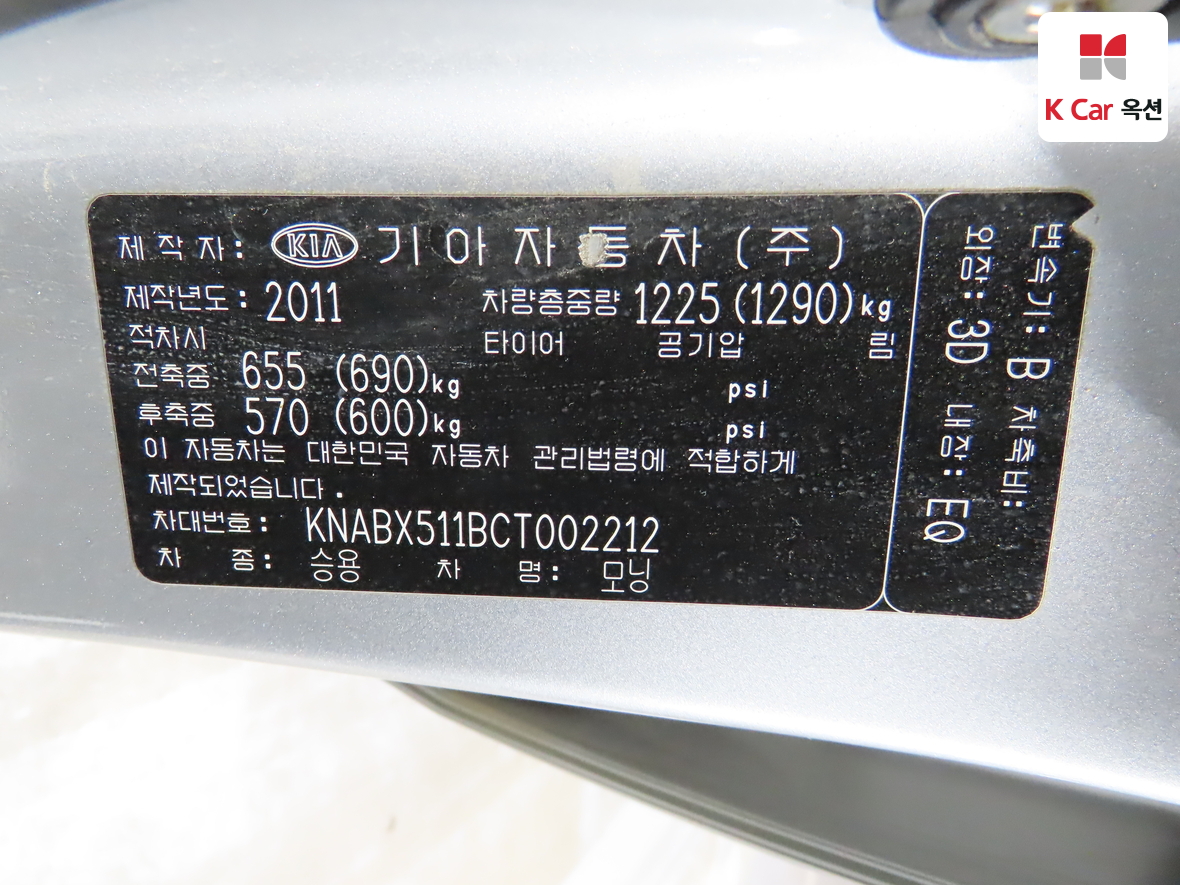 K Car 옥션
제 작 자 : KIA 기 아 자 동 차 ( 주 )
제작년도 : 2011 차량총중량 1225 (1290) kg
적차시 타이어 공기압 림
전축중 655 (690) kg psi
후축중 570 (600) kg psi
이 자동차는 대한민국 자동차 관리법령에 적합하게
제작되었습니다 .
차대번호 : KNABX511BCT002212
차 종 : 승용 차 명 : 모닝
변속기 : B 차축비 :
외장 : 3D 내장 : EQ